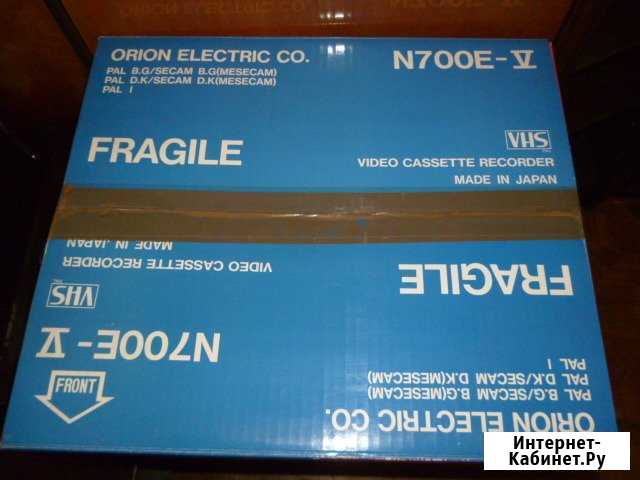 ORION ELECTRIC CO.
PAL B.G/SECAM B.G(MESECAM)
PAL D.K/SECAM D.K(MESECAM)
PAL I
N700E-V
FRAGILE
VHS
VIDEO CASSETTE RECORDER
MADE IN JAPAN
MADE IN JAPAN
VIDEO CASSETTE RECORDER
VHS
FRAGILE
N700E-V
PAL I
PAL D.K/SECAM D.K(MESECAM)
PAL B.G/SECAM B.G(MESECAM)
ORION ELECTRIC CO.
FRONT
Интернет-
Кабинет.Ру